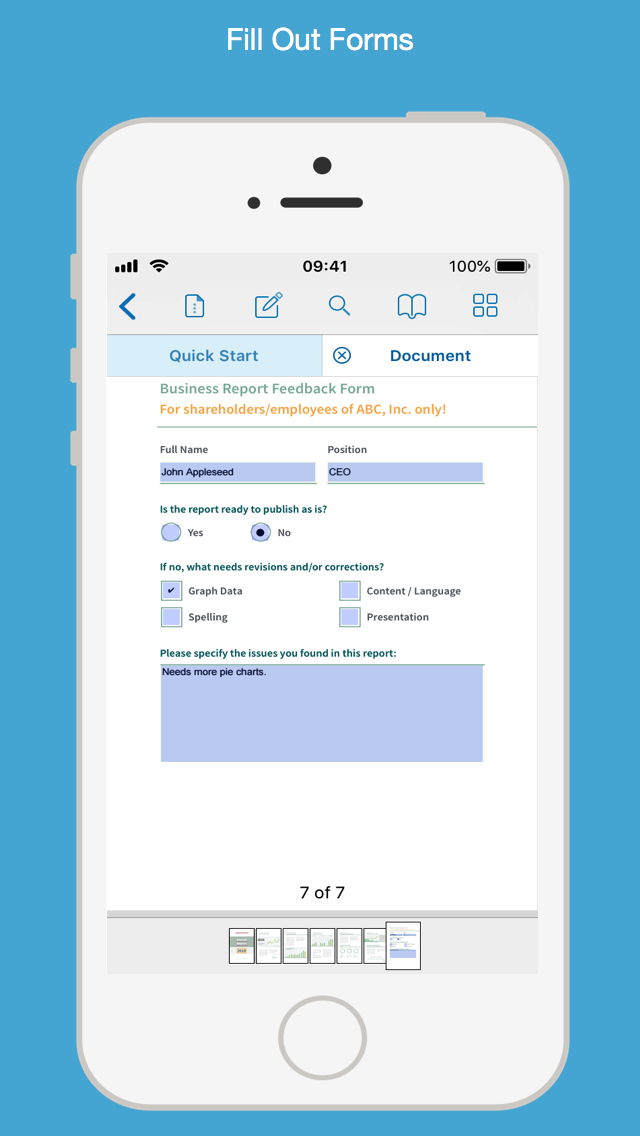 Fill Out Forms
09:41
100%
Quick Start
Document
Business Report Feedback Form
For shareholders/employees of ABC, Inc. only!
Full Name
Position
John Appleseed
CEO
Is the report ready to publish as is?
Yes
No
If no, what needs revisions and/or corrections?
Graph Data
Content / Language
Spelling
Presentation
Please specify the issues you found in this report:
Needs more pie charts.
7 of 7